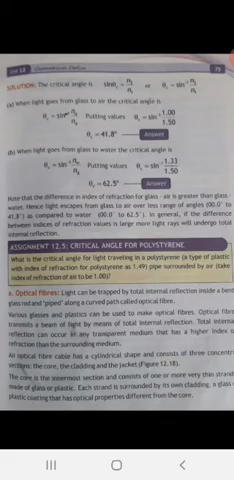 Unit 12 Geometrical Optics 75
SOLUTION: The critical angle is sinθc = n2/n1 or θc = sin⁻¹ n2/n1
(a) When light goes from glass to air the critical angle is
θc = sin⁻¹ na/ng Putting values θc = sin⁻¹ 1.00/1.50
θc = 41.8° Answer
(b) When light goes from glass to water the critical angle is
θc = sin⁻¹ nw/ng Putting values θc = sin⁻¹ 1.33/1.50
θc = 62.5° Answer
Note that the difference in index of refraction for glass - air is greater than glass -
water. Hence light escapes from glass to air over less range of angles (00.0° to
41.8°) as compared to water (00.0° to 62.5°). In general, if the difference
between indices of refraction values is large more light rays will undergo total
internal reflection.
ASSIGNMENT 12.5: CRITICAL ANGLE FOR POLYSTYRENE
What is the critical angle for light traveling in a polystyrene (a type of plastic
with index of refraction for polystyrene as 1.49) pipe surrounded by air (take
index of refraction of air to be 1.00)?
a. Optical fibres: Light can be trapped by total internal reflection inside a bent
glass rod and "piped" along a curved path called optical fibre.
Various glasses and plastics can be used to make optical fibres. Optical fibre
transmits a beam of light by means of total internal reflection. Total interna
reflection can occur in any transparent medium that has a higher index o
refraction than the surrounding medium.
An optical fibre cable has a cylindrical shape and consists of three concentri
sections: the core, the cladding and the jacket (Figure 12.18).
The core is the innermost section and consists of one or more very thin strand
made of glass or plastic. Each strand is surrounded by its own cladding, a glass
plastic coating that has optical properties different from the core.